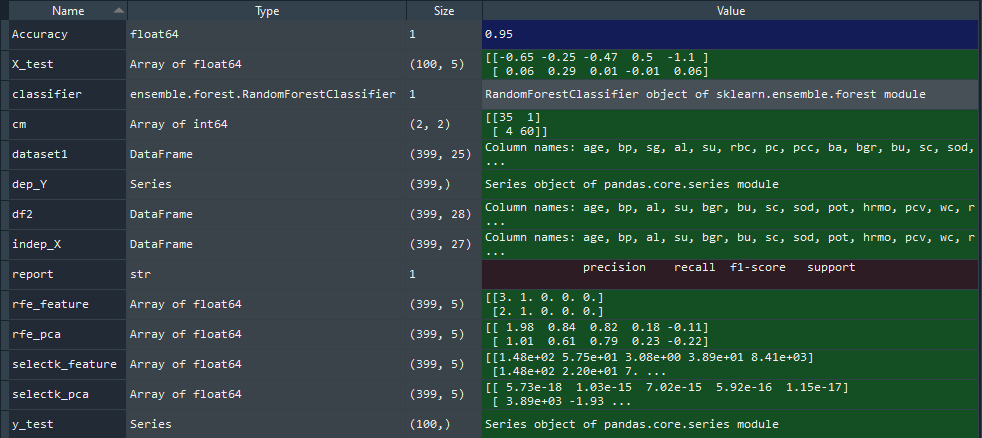 Name Type Size Value
Accuracy float64 1 0.95
X_test Array of float64 (100, 5) [[-0.65 -0.25 -0.47  0.5  -1.1 ]
[ 0.06  0.29  0.01 -0.01  0.06]
classifier ensemble.forest.RandomForestClassifier 1 RandomForestClassifier object of sklearn.ensemble.forest module
cm Array of int64 (2, 2) [[35  1]
[ 4 60]]
dataset1 DataFrame (399, 25) Column names: age, bp, sg, al, su, rbc, pc, pcc, ba, bgr, bu, sc, sod,
...
dep_Y Series (399,) Series object of pandas.core.series module
df2 DataFrame (399, 28) Column names: age, bp, al, su, bgr, bu, sc, sod, pot, hrmo, pcv, wc, r
...
indep_X DataFrame (399, 27) Column names: age, bp, al, su, bgr, bu, sc, sod, pot, hrmo, pcv, wc, r
...
report str 1 precision    recall  f1-score   support
rfe_feature Array of float64 (399, 5) [[3. 1. 0. 0. 0.]
[2. 1. 0. 0. 0.]
rfe_pca Array of float64 (399, 5) [[ 1.98  0.84  0.82  0.18 -0.11]
[ 1.01  0.61  0.79  0.23 -0.22]
selectk_feature Array of float64 (399, 5) [[1.48e+02 5.75e+01 3.08e+00 3.89e+01 8.41e+03]
[1.48e+02 2.20e+01 7. ...
selectk_pca Array of float64 (399, 5) [[ 5.73e-18  1.03e-15  7.02e-15  5.92e-16  1.15e-17]
[ 3.89e+03 -1.93 ...
y_test Series (100,) Series object of pandas.core.series module